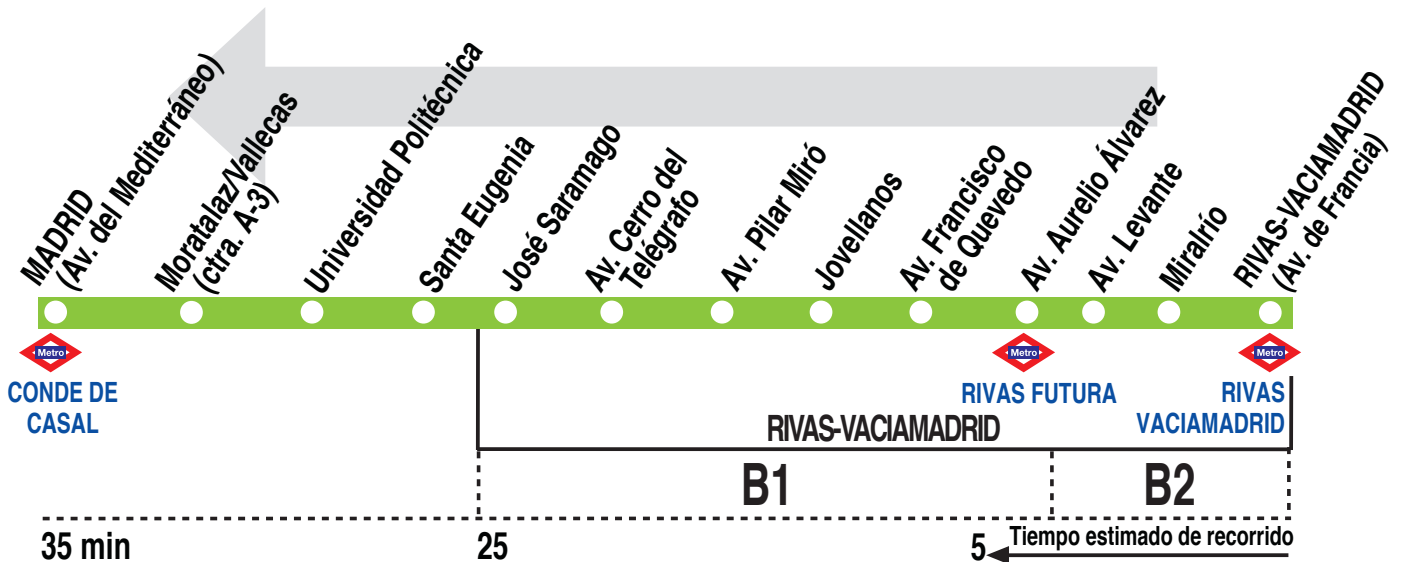 MADRID
(Av. del Mediterráneo)
Moratalaz/Vallecas
(ctra. A-3)
Universidad Politécnica
Santa Eugenia
José Saramago
Av. Cerro del
Telégrafo
Av. Pilar Miró
Jovellanos
Av. Francisco
de Quevedo
Av. Aurelio Álvarez
Av. Levante
Miralrío
RIVAS-VACIAMADRID
(Av. de Francia)
Metro
CONDE DE
CASAL
Metro
RIVAS FUTURA
Metro
RIVAS
VACIAMADRID
RIVAS-VACIAMADRID
B1
B2
35 min
25
5
Tiempo estimado de recorrido